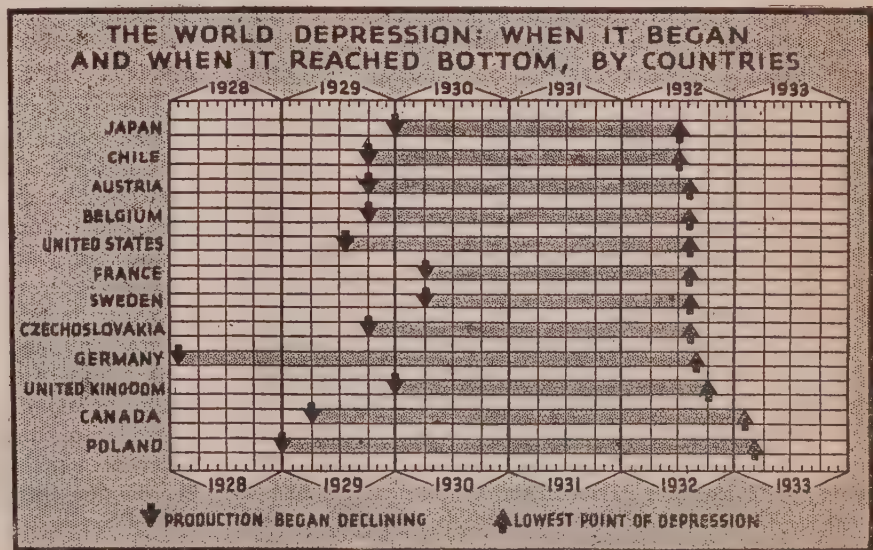 THE WORLD DEPRESSION: WHEN IT BEGAN
AND WHEN IT REACHED BOTTOM, BY COUNTRIES
1928 1929 1930 1931 1932 1933
JAPAN
CHILE
AUSTRIA
BELGIUM
UNITED STATES
FRANCE
SWEDEN
CZECHOSLOVAKIA
GERMANY
UNITED KINGDOM
CANADA
POLAND
1928 1929 1930 1931 1932 1933
PRODUCTION BEGAN DECLINING LOWEST POINT OF DEPRESSION